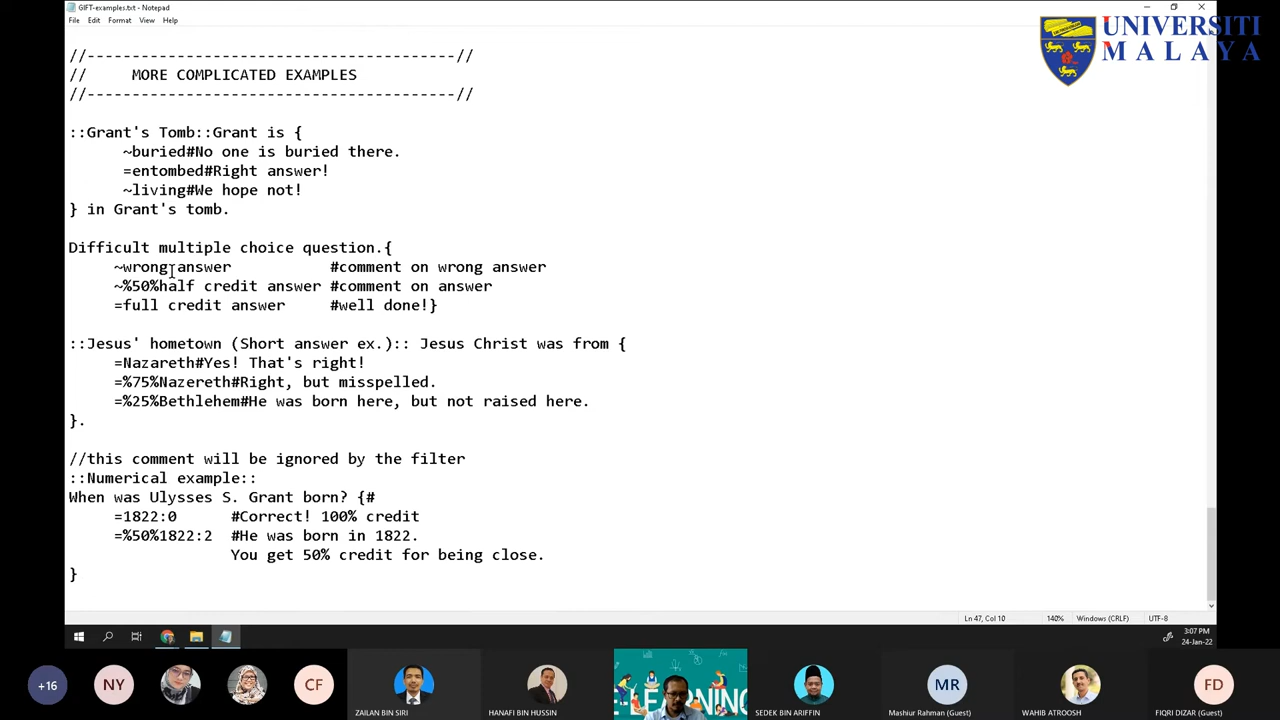 GIFT-examples.txt - Notepad
File Edit Format View Help
UNIVERSITI
MALAYA
//-----------------------------------------//
// MORE COMPLICATED EXAMPLES
//-----------------------------------------//
::Grant's Tomb::Grant is {
~buried#No one is buried there.
=entombed#Right answer!
~living#We hope not!
} in Grant's tomb.
Difficult multiple choice question.{
~wrong answer #comment on wrong answer
~%50%half credit answer #comment on answer
=full credit answer #well done!}
::Jesus' hometown (Short answer ex.):: Jesus Christ was from {
=Nazareth#Yes! That's right!
=%75%Nazereth#Right, but misspelled.
=%25%Bethlehem#He was born here, but not raised here.
}.
//this comment will be ignored by the filter
::Numerical example::
When was Ulysses S. Grant born? {#
=1822:0 #Correct! 100% credit
=%50%1822:2 #He was born in 1822.
You get 50% credit for being close.
}
Ln 47, Col 10 140% Windows (CRLF) UTF-8
3:07 PM
24-Jan-22
+16 NY CF MR FD
E-LEARNING
ZAILAN BIN SIRI HANAFI BIN HUSSIN SEDEK BIN ARIFFIN Mashiur Rahman (Guest) WAHIB ATROOSH FIQRI DIZAR (Guest)